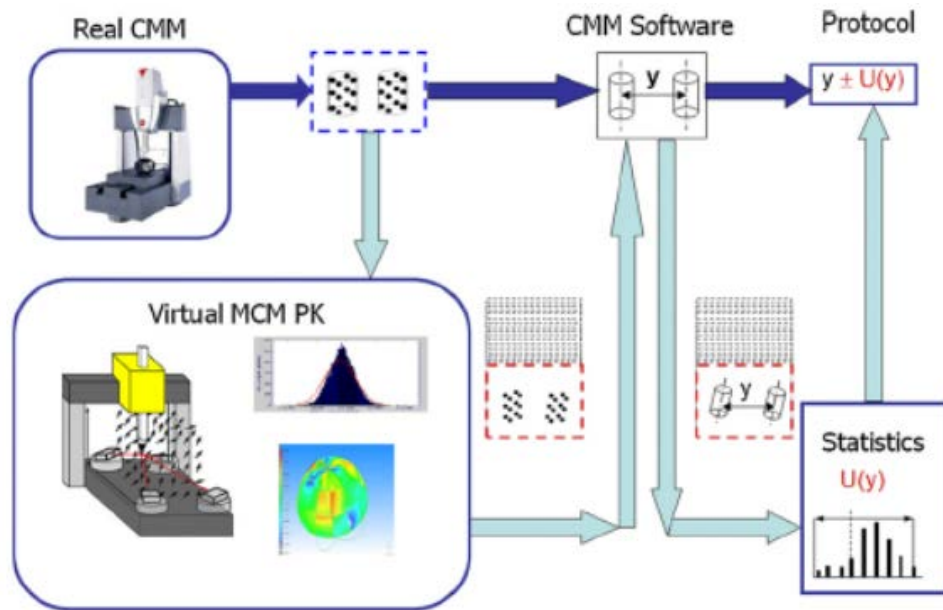 Real CMM
CMM Software
Protocol
y
y ± U(y)
Virtual MCM PK
y
Statistics
U(y)